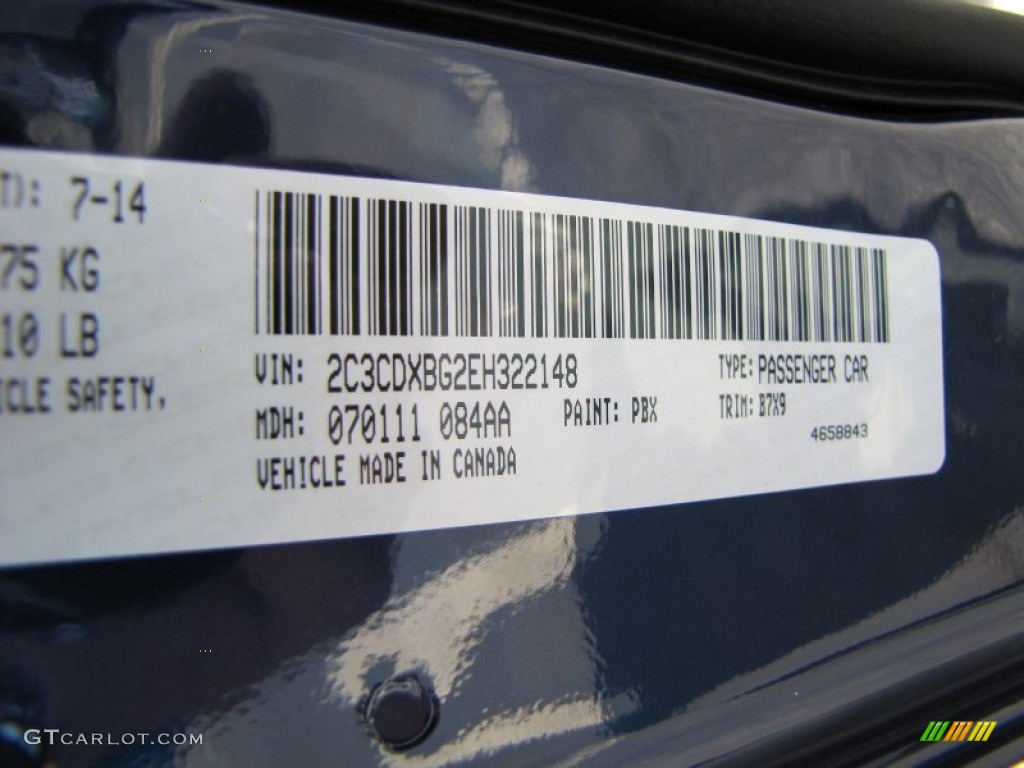 T): 7-14
75 KG
10 LB
ICLE SAFETY.
VIN: 2C3CDXBG2EH322148
TYPE: PASSENGER CAR
MDH: 070111 084AA
PAINT: PBX
TRIM: B7X9
4658843
VEHICLE MADE IN CANADA
GTCARLOT.COM